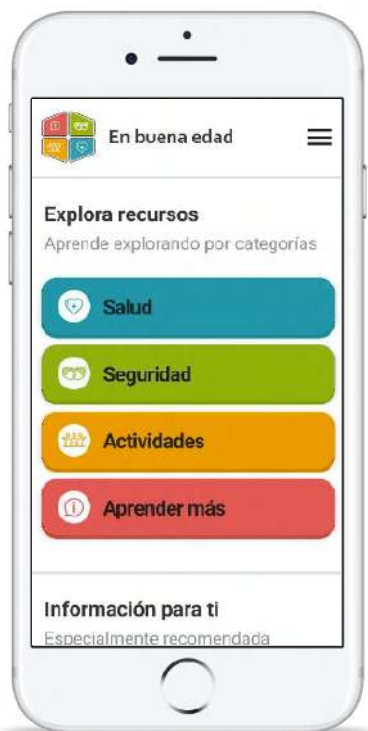 En buena edad
Explora recursos
Aprende explorando por categorías
Salud
Seguridad
Actividades
Aprender más
Información para ti
Especialmente recomendada